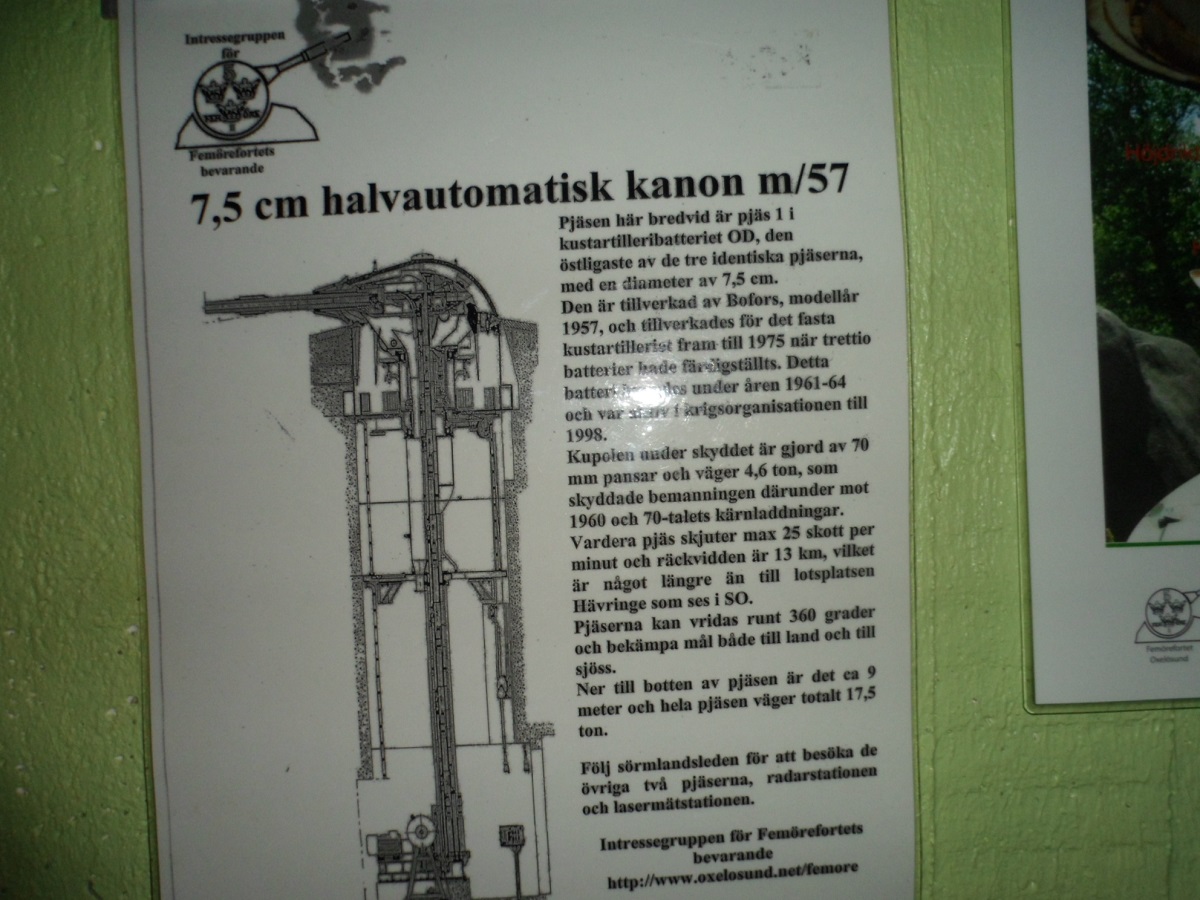 Intressegruppen
för
Femörefortets
bevarande
7,5 cm halvautomatisk kanon m/57
Pjäsen här bredvid är pjäs 1 i
kustartilleribatteriet OD, den
östligaste av de tre identiska pjäserna,
med en diameter av 7,5 cm.
Den är tillverkad av Bofors, modellår
1957, och tillverkades för det fasta
kustartilleriet fram till 1975 när trettio
batterier hade färdigställts. Detta
under åren 1961-64
och var aktiv i krigsorganisationen till
1998.
Kupolen under skyddet är gjord av 70
mm pansar och väger 4,6 ton, som
skyddade bemanningen därunder mot
1960 och 70-talets kärnladdningar.
Vardera pjäs skjuter max 25 skott per
minut och räckvidden är 13 km, vilket
är något längre än till lotsplatsen
Hävringe som ses i SO.
Pjäserna kan vridas runt 360 grader
och bekämpa mål både till land och till
sjöss.
Ner till botten av pjäsen är det ca 9
meter och hela pjäsen väger totalt 17,5
ton.
Följ sörmlandsleden för att besöka de
övriga två pjäserna, radarstationen
och lasermätstationen.
Intressegruppen för Femörefortets
bevarande
http://www.oxelosund.net/femore
Femörefortet
Oxelösund